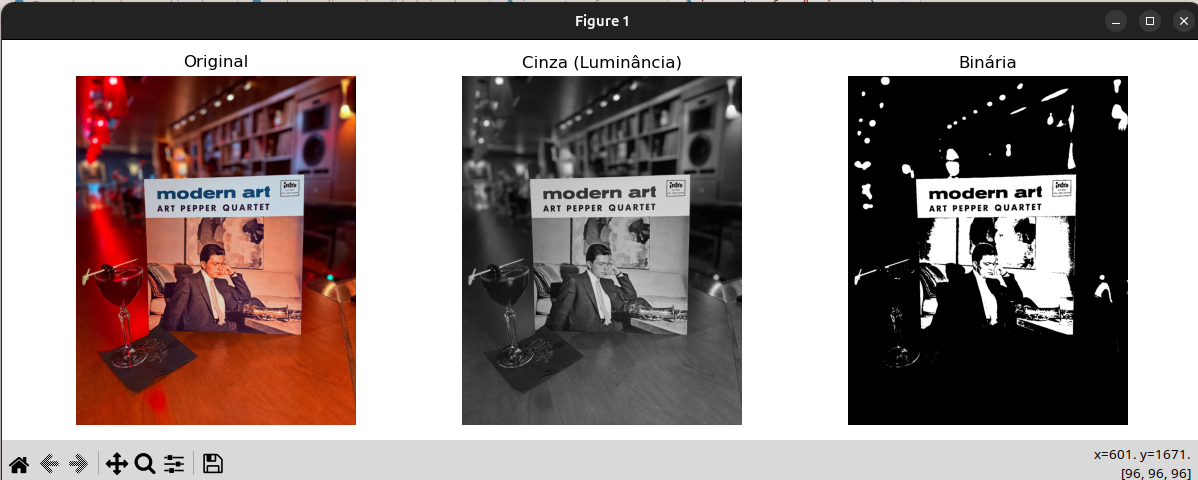 Figure 1
Original
Cinza (Luminância)
Binária
modern art
ART PEPPER QUARTET
modern art
ART PEPPER QUARTET
modern art
ART PEPPER QUARTET
x=601. y=1671.
[96, 96, 96]